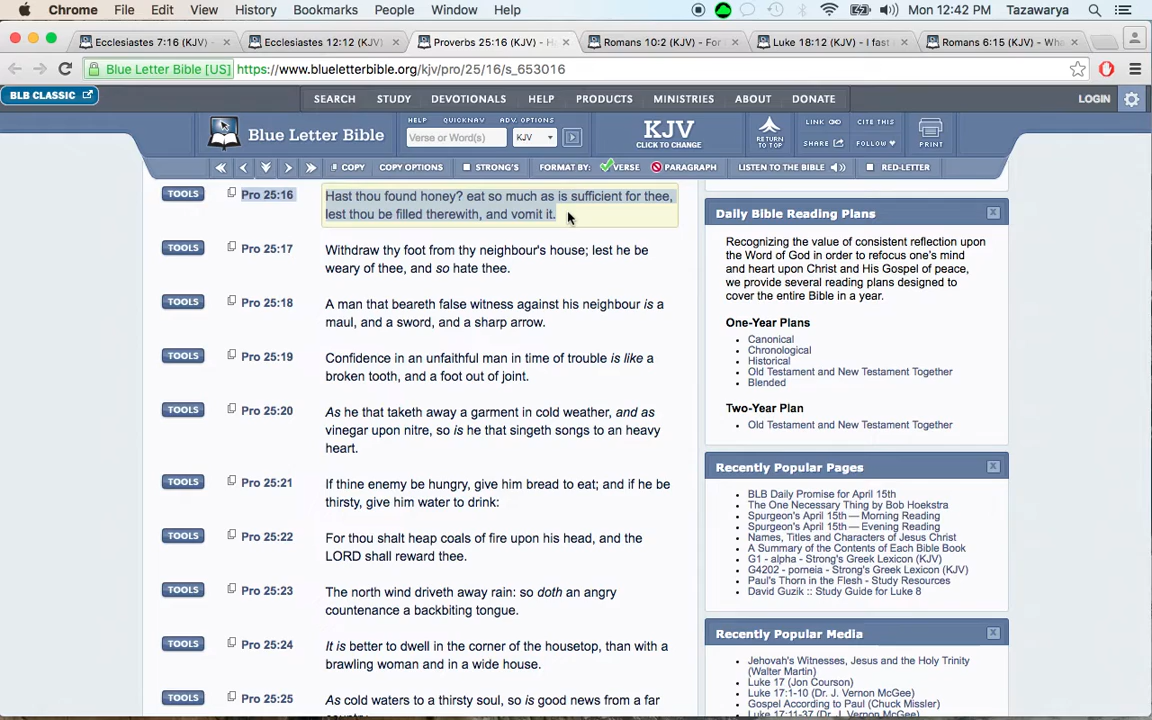 Chrome File Edit View History Bookmarks People Window Help Mon 12:42 PM Tazawarya
Ecclesiastes 7:16 (KJV) - Ecclesiastes 12:12 (KJV) Proverbs 25:16 (KJV) - H Romans 10:2 (KJV) - For Luke 18:12 (KJV) - I fast Romans 6:15 (KJV) - Wha
Blue Letter Bible [US] https://www.blueletterbible.org/kjv/pro/25/16/s_653016
BLB CLASSIC
SEARCH STUDY DEVOTIONALS HELP PRODUCTS MINISTRIES ABOUT DONATE LOGIN
Blue Letter Bible
HELP QUICKNAV ADV. OPTIONS
Verse or Word(s) KJV
KJV
CLICK TO CHANGE
RETURN TO TOP
LINK CITE THIS
SHARE FOLLOW
PRINT
COPY COPY OPTIONS STRONG'S FORMAT BY: VERSE PARAGRAPH LISTEN TO THE BIBLE RED-LETTER
TOOLS Pro 25:16 Hast thou found honey? eat so much as is sufficient for thee,
lest thou be filled therewith, and vomit it.
TOOLS Pro 25:17 Withdraw thy foot from thy neighbour's house; lest he be
weary of thee, and so hate thee.
TOOLS Pro 25:18 A man that beareth false witness against his neighbour is a
maul, and a sword, and a sharp arrow.
TOOLS Pro 25:19 Confidence in an unfaithful man in time of trouble is like a
broken tooth, and a foot out of joint.
TOOLS Pro 25:20 As he that taketh away a garment in cold weather, and as
vinegar upon nitre, so is he that singeth songs to an heavy
heart.
TOOLS Pro 25:21 If thine enemy be hungry, give him bread to eat; and if he be
thirsty, give him water to drink:
TOOLS Pro 25:22 For thou shalt heap coals of fire upon his head, and the
LORD shall reward thee.
TOOLS Pro 25:23 The north wind driveth away rain: so doth an angry
countenance a backbiting tongue.
TOOLS Pro 25:24 It is better to dwell in the corner of the housetop, than with a
brawling woman and in a wide house.
TOOLS Pro 25:25 As cold waters to a thirsty soul, so is good news from a far
country.
Daily Bible Reading Plans
Recognizing the value of consistent reflection upon
the Word of God in order to refocus one's mind
and heart upon Christ and His Gospel of peace,
we provide several reading plans designed to
cover the entire Bible in a year.
One-Year Plans
Canonical
Chronological
Historical
Old Testament and New Testament Together
Blended
Two-Year Plan
Old Testament and New Testament Together
Recently Popular Pages
BLB Daily Promise for April 15th
The One Necessary Thing by Bob Hoekstra
Spurgeon's April 15th — Morning Reading
Spurgeon's April 15th — Evening Reading
Names, Titles and Characters of Jesus Christ
A Summary of the Contents of Each Bible Book
G1 - alpha - Strong's Greek Lexicon (KJV)
G4202 - porneia - Strong's Greek Lexicon (KJV)
Paul's Thorn in the Flesh - Study Resources
David Guzik :: Study Guide for Luke 8
Recently Popular Media
Jehovah's Witnesses, Jesus and the Holy Trinity
(Walter Martin)
Luke 17 (Jon Courson)
Luke 17:1-10 (Dr. J. Vernon McGee)
Gospel According to Paul (Chuck Missler)
Luke 17:11-37 (Dr. J. Vernon McGee)